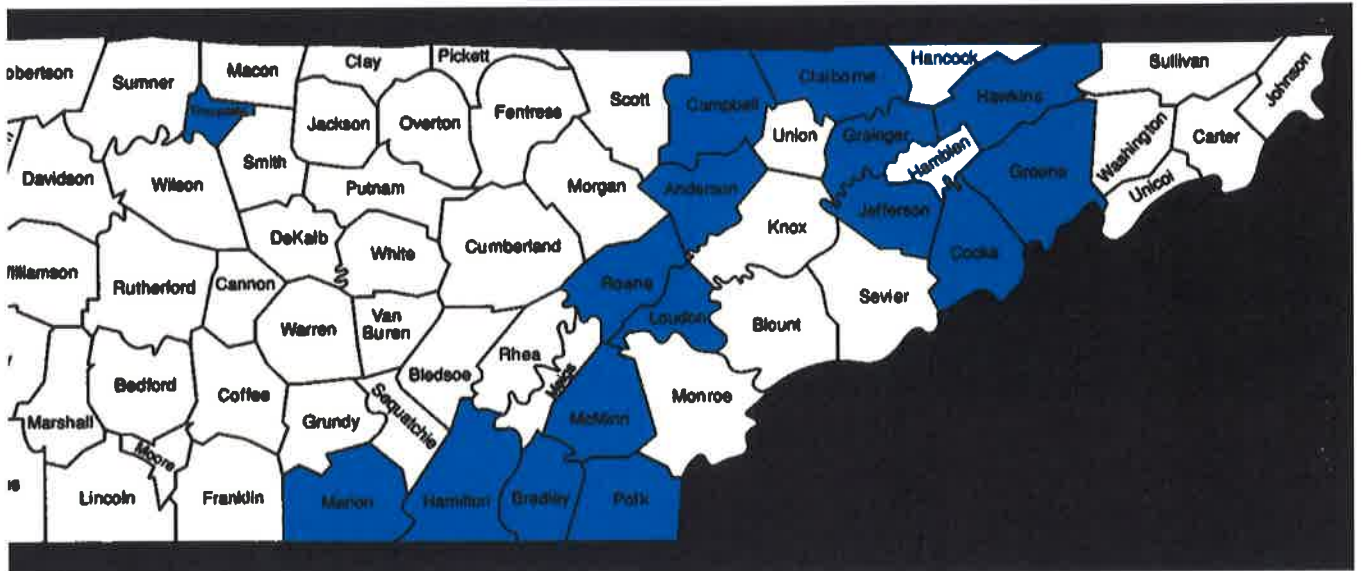 obertson
Sumner
Macon
Clay
Pickett
Fentress
Scott
Campbell
Claiborne
Hancock
Hawkins
Sullivan
Johnson
Jackson
Overton
Union
Grainger
Hamblen
Greene
Washington
Carter
Unicoi
Davidson
Wilson
Smith
Putnam
Morgan
Anderson
Jefferson
Knox
Cocke
Sevier
DeKalb
White
Cumberland
Roane
Loudon
Blount
illiamson
Rutherford
Cannon
Warren
Van
Buren
Bledsoe
Rhea
Meigs
McMinn
Monroe
Marshall
Bedford
Coffee
Grundy
Sequatchie
Moore
Lincoln
Franklin
Marion
Hamilton
Bradley
Polk